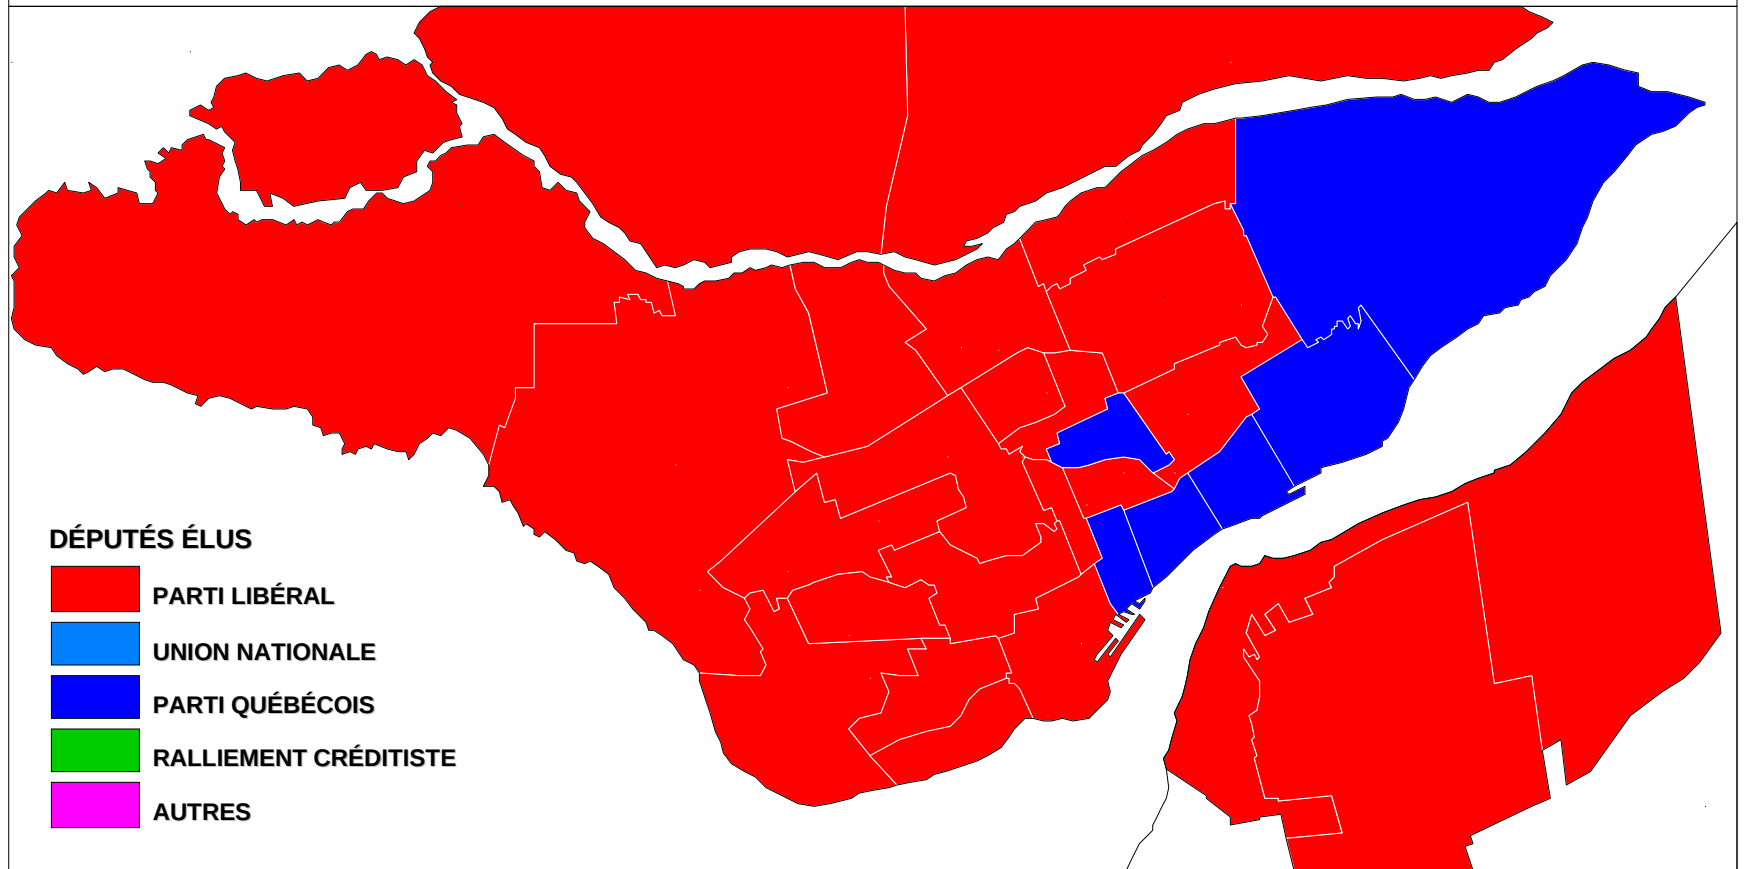 DÉPUTÉS ÉLUS
PARTI LIBÉRAL
UNION NATIONALE
PARTI QUÉBÉCOIS
RALLIEMENT CRÉDITISTE
AUTRES